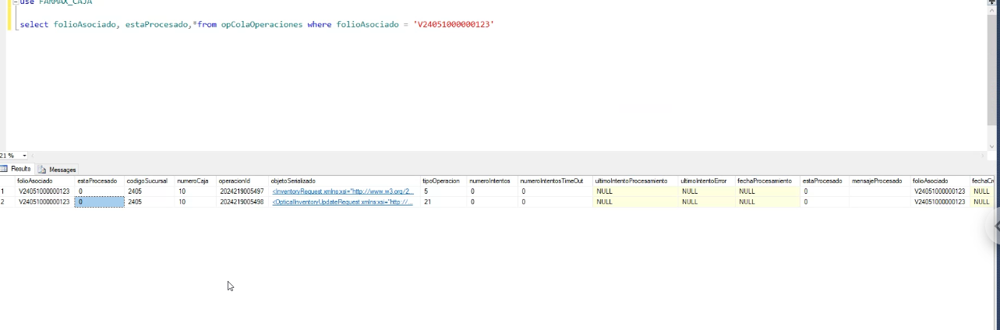 use FARMAX_CAJA
select folioAsociado, estaProcesado,*from opColaOperaciones where folioAsociado = 'V24051000000123'
21 %
Results Messages
folioAsociado estaProcesado codigoSucursal numeroCaja operacionId objetoSerializado tipoOperacion numeroIntentos numeroIntentosTimeOut ultimoIntentoProcesamiento ultimoIntentoError fechaProcesamiento estaProcesado mensajeProcesado folioAsociado fechaCr
1 V24051000000123 0 2405 10 2024219005497 <InventoryRequest xmlns:xsi="http://www.w3.org/2... 5 0 0 NULL NULL NULL 0 V24051000000123 NULL
2 V24051000000123 0 2405 10 2024219005498 <OpticalInventoryUpdateRequest xmlns:xsi="http://... 21 0 0 NULL NULL NULL 0 V24051000000123 NULL